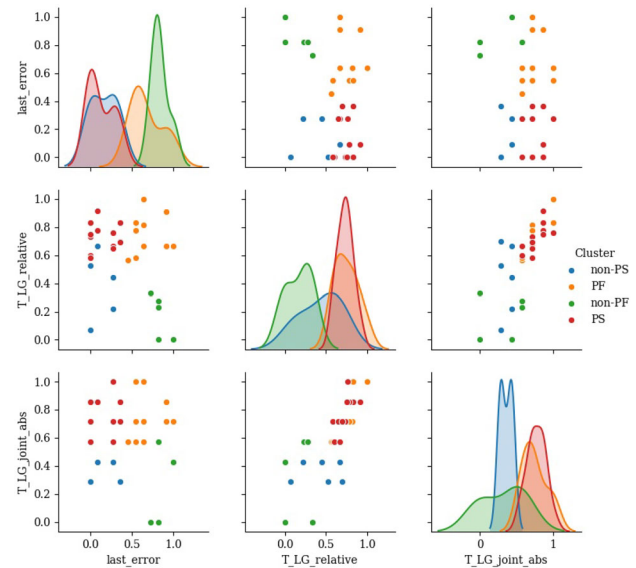 1.0
0.8
0.6
0.4
0.2
0.0
last_error
1.0
0.8
0.6
0.4
0.2
0.0
T_LG_relative
Cluster
non-PS
PF
non-PF
PS
1.0
0.8
0.6
0.4
0.2
0.0
T_LG_joint_abs
0.0 0.5 1.0
0.0 0.5 1.0
0 1
last_error
T_LG_relative
T_LG_joint_abs